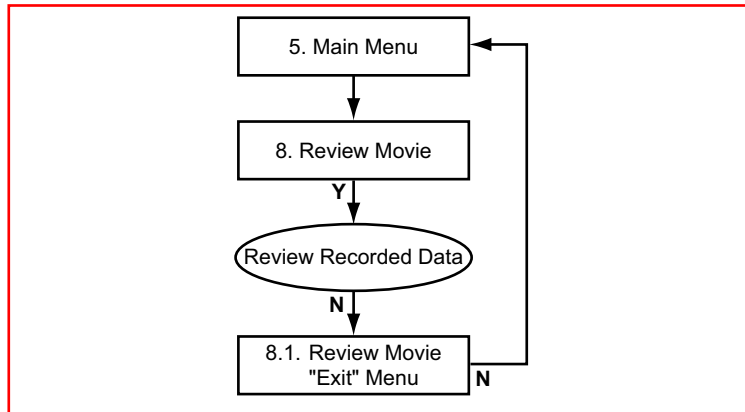 5. Main Menu
8. Review Movie
Y
Review Recorded Data
N
8.1. Review Movie
"Exit" Menu
N